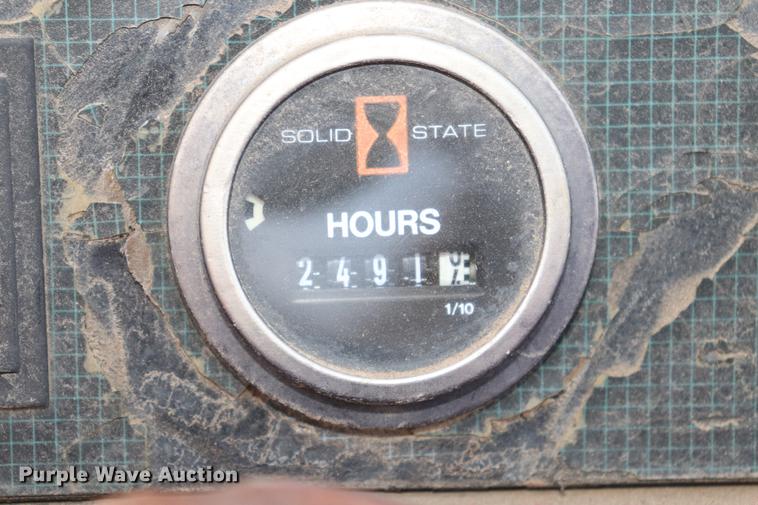 SOLID STATE
HOURS
2491
1/10
Purple Wave Auction